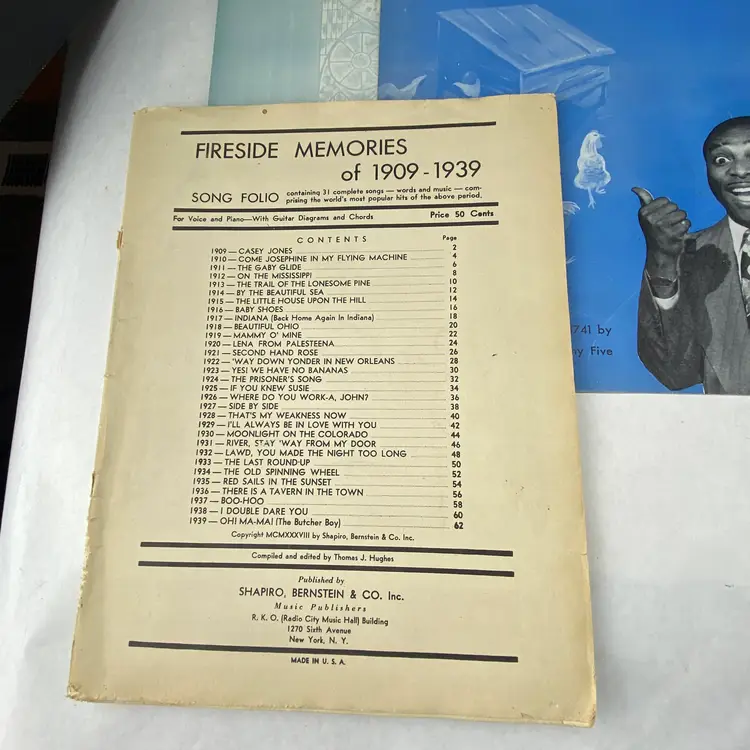 FIRESIDE MEMORIES
of 1909-1939
SONG FOLIO containing 31 complete songs — words and music — com-
prising the world's most popular hits of the above period.
For Voice and Piano—With Guitar Diagrams and Chords Price 50 Cents
CONTENTS Page
1909 — CASEY JONES 2
1910 — COME JOSEPHINE IN MY FLYING MACHINE 4
1911 — THE GABY GLIDE 6
1912 — ON THE MISSISSIPPI 8
1913 — THE TRAIL OF THE LONESOME PINE 10
1914 — BY THE BEAUTIFUL SEA 12
1915 — THE LITTLE HOUSE UPON THE HILL 14
1916 — BABY SHOES 16
1917 — INDIANA (Back Home Again In Indiana) 18
1918 — BEAUTIFUL OHIO 20
1919 — MAMMY O' MINE 22
1920 — LENA FROM PALESTEENA 24
1921 — SECOND HAND ROSE 26
1922 — 'WAY DOWN YONDER IN NEW ORLEANS 28
1923 — YES! WE HAVE NO BANANAS 30
1924 — THE PRISONER'S SONG 32
1925 — IF YOU KNEW SUSIE 34
1926 — WHERE DO YOU WORK-A, JOHN? 36
1927 — SIDE BY SIDE 38
1928 — THAT'S MY WEAKNESS NOW 40
1929 — I'LL ALWAYS BE IN LOVE WITH YOU 42
1930 — MOONLIGHT ON THE COLORADO 44
1931 — RIVER, STAY 'WAY FROM MY DOOR 46
1932 — LAWD, YOU MADE THE NIGHT TOO LONG 48
1933 — THE LAST ROUND-UP 50
1934 — THE OLD SPINNING WHEEL 52
1935 — RED SAILS IN THE SUNSET 54
1936 — THERE IS A TAVERN IN THE TOWN 56
1937 — BOO-HOO 58
1938 — I DOUBLE DARE YOU 60
1939 — OH! MA-MA! (The Butcher Boy) 62
Copyright MCMXXXVIII by Shapiro, Bernstein & Co. Inc.
Compiled and edited by Thomas J. Hughes
Published by
SHAPIRO, BERNSTEIN & CO. Inc.
Music Publishers
R. K. O. (Radio City Music Hall) Building
1270 Sixth Avenue
New York, N. Y.
MADE IN U. S. A.
741 by
Five